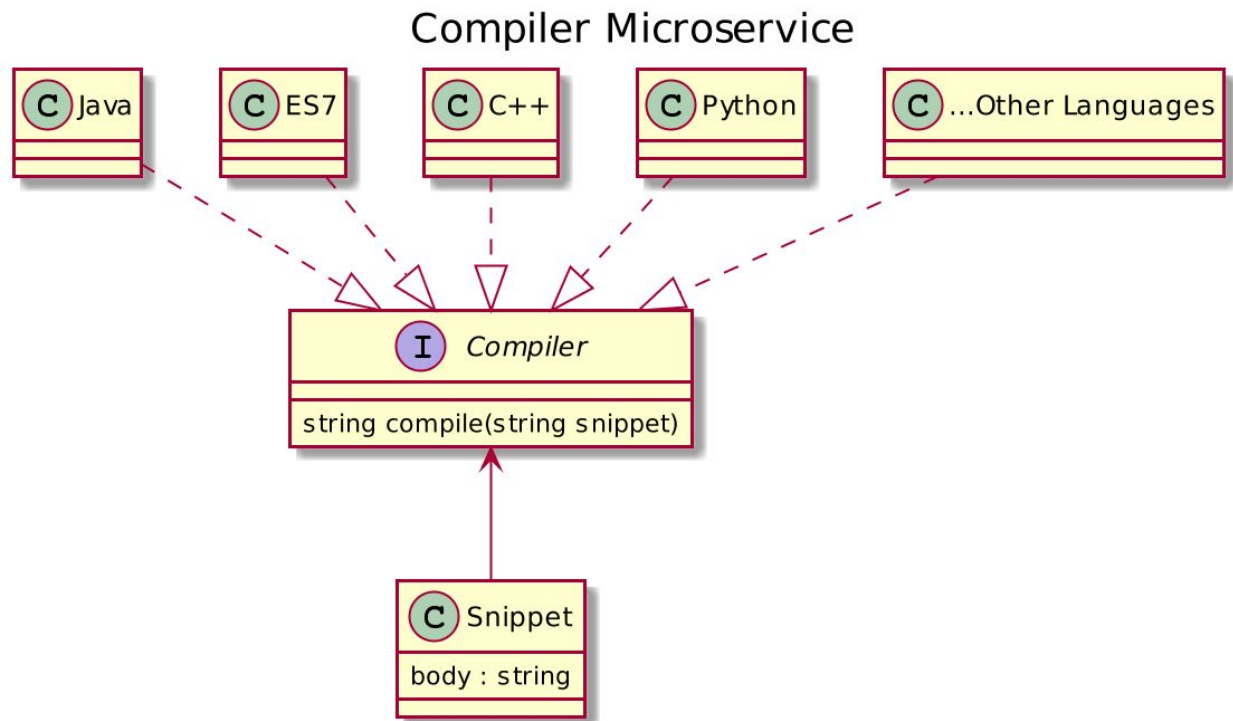 Compiler Microservice
C Java
C ES7
C C++
C Python
C ...Other Languages
I Compiler
string compile(string snippet)
C Snippet
body : string